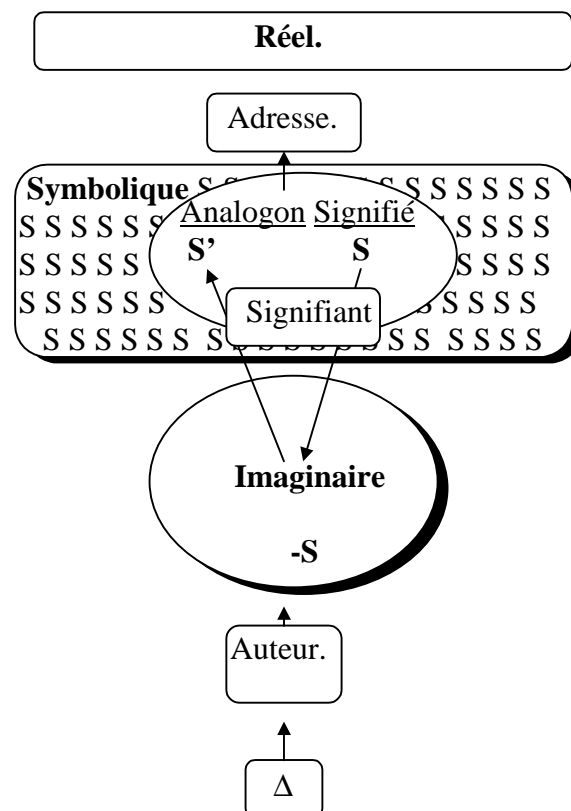 Réel.
Adresse.
Symbolique S S S S S S S S S S
S S S S S S Analogon Signifié S S S S
S S S S S S’ S S S S S
S S S S S S Signifiant S S S S S
S S S S S S S S S S S S S S S S S S S S
Imaginaire
-S
Auteur.
Δ